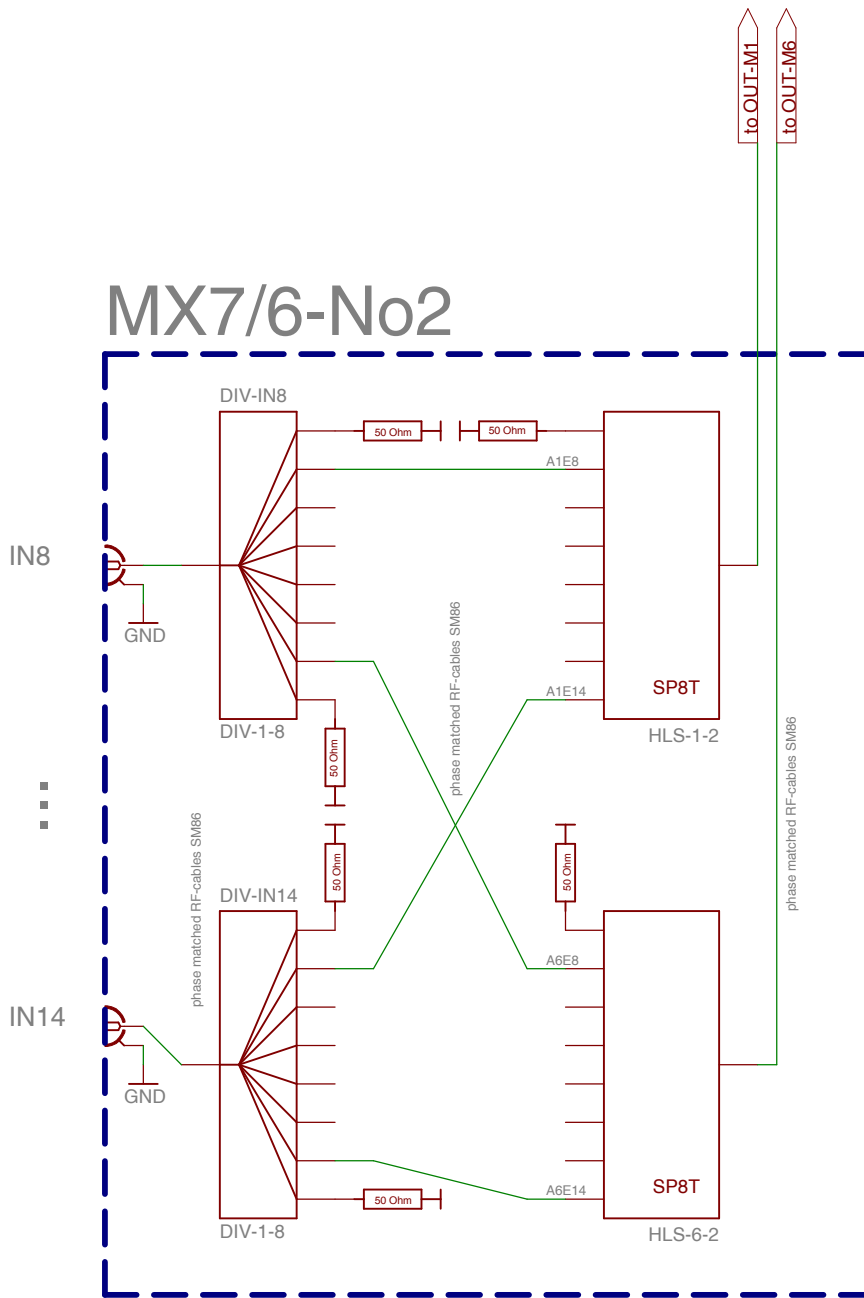 to OUT-M1
to OUT-M6
MX7/6-No2
DIV-IN8
50 Ohm
50 Ohm
A1E8
IN8
GND
phase matched RF-cables SM86
A1E14
SP8T
DIV-1-8
HLS-1-2
50 Ohm
phase matched RF-cables SM86
phase matched RF-cables SM86
50 Ohm
50 Ohm
DIV-IN14
A6E8
IN14
GND
A6E14
SP8T
50 Ohm
DIV-1-8
HLS-6-2